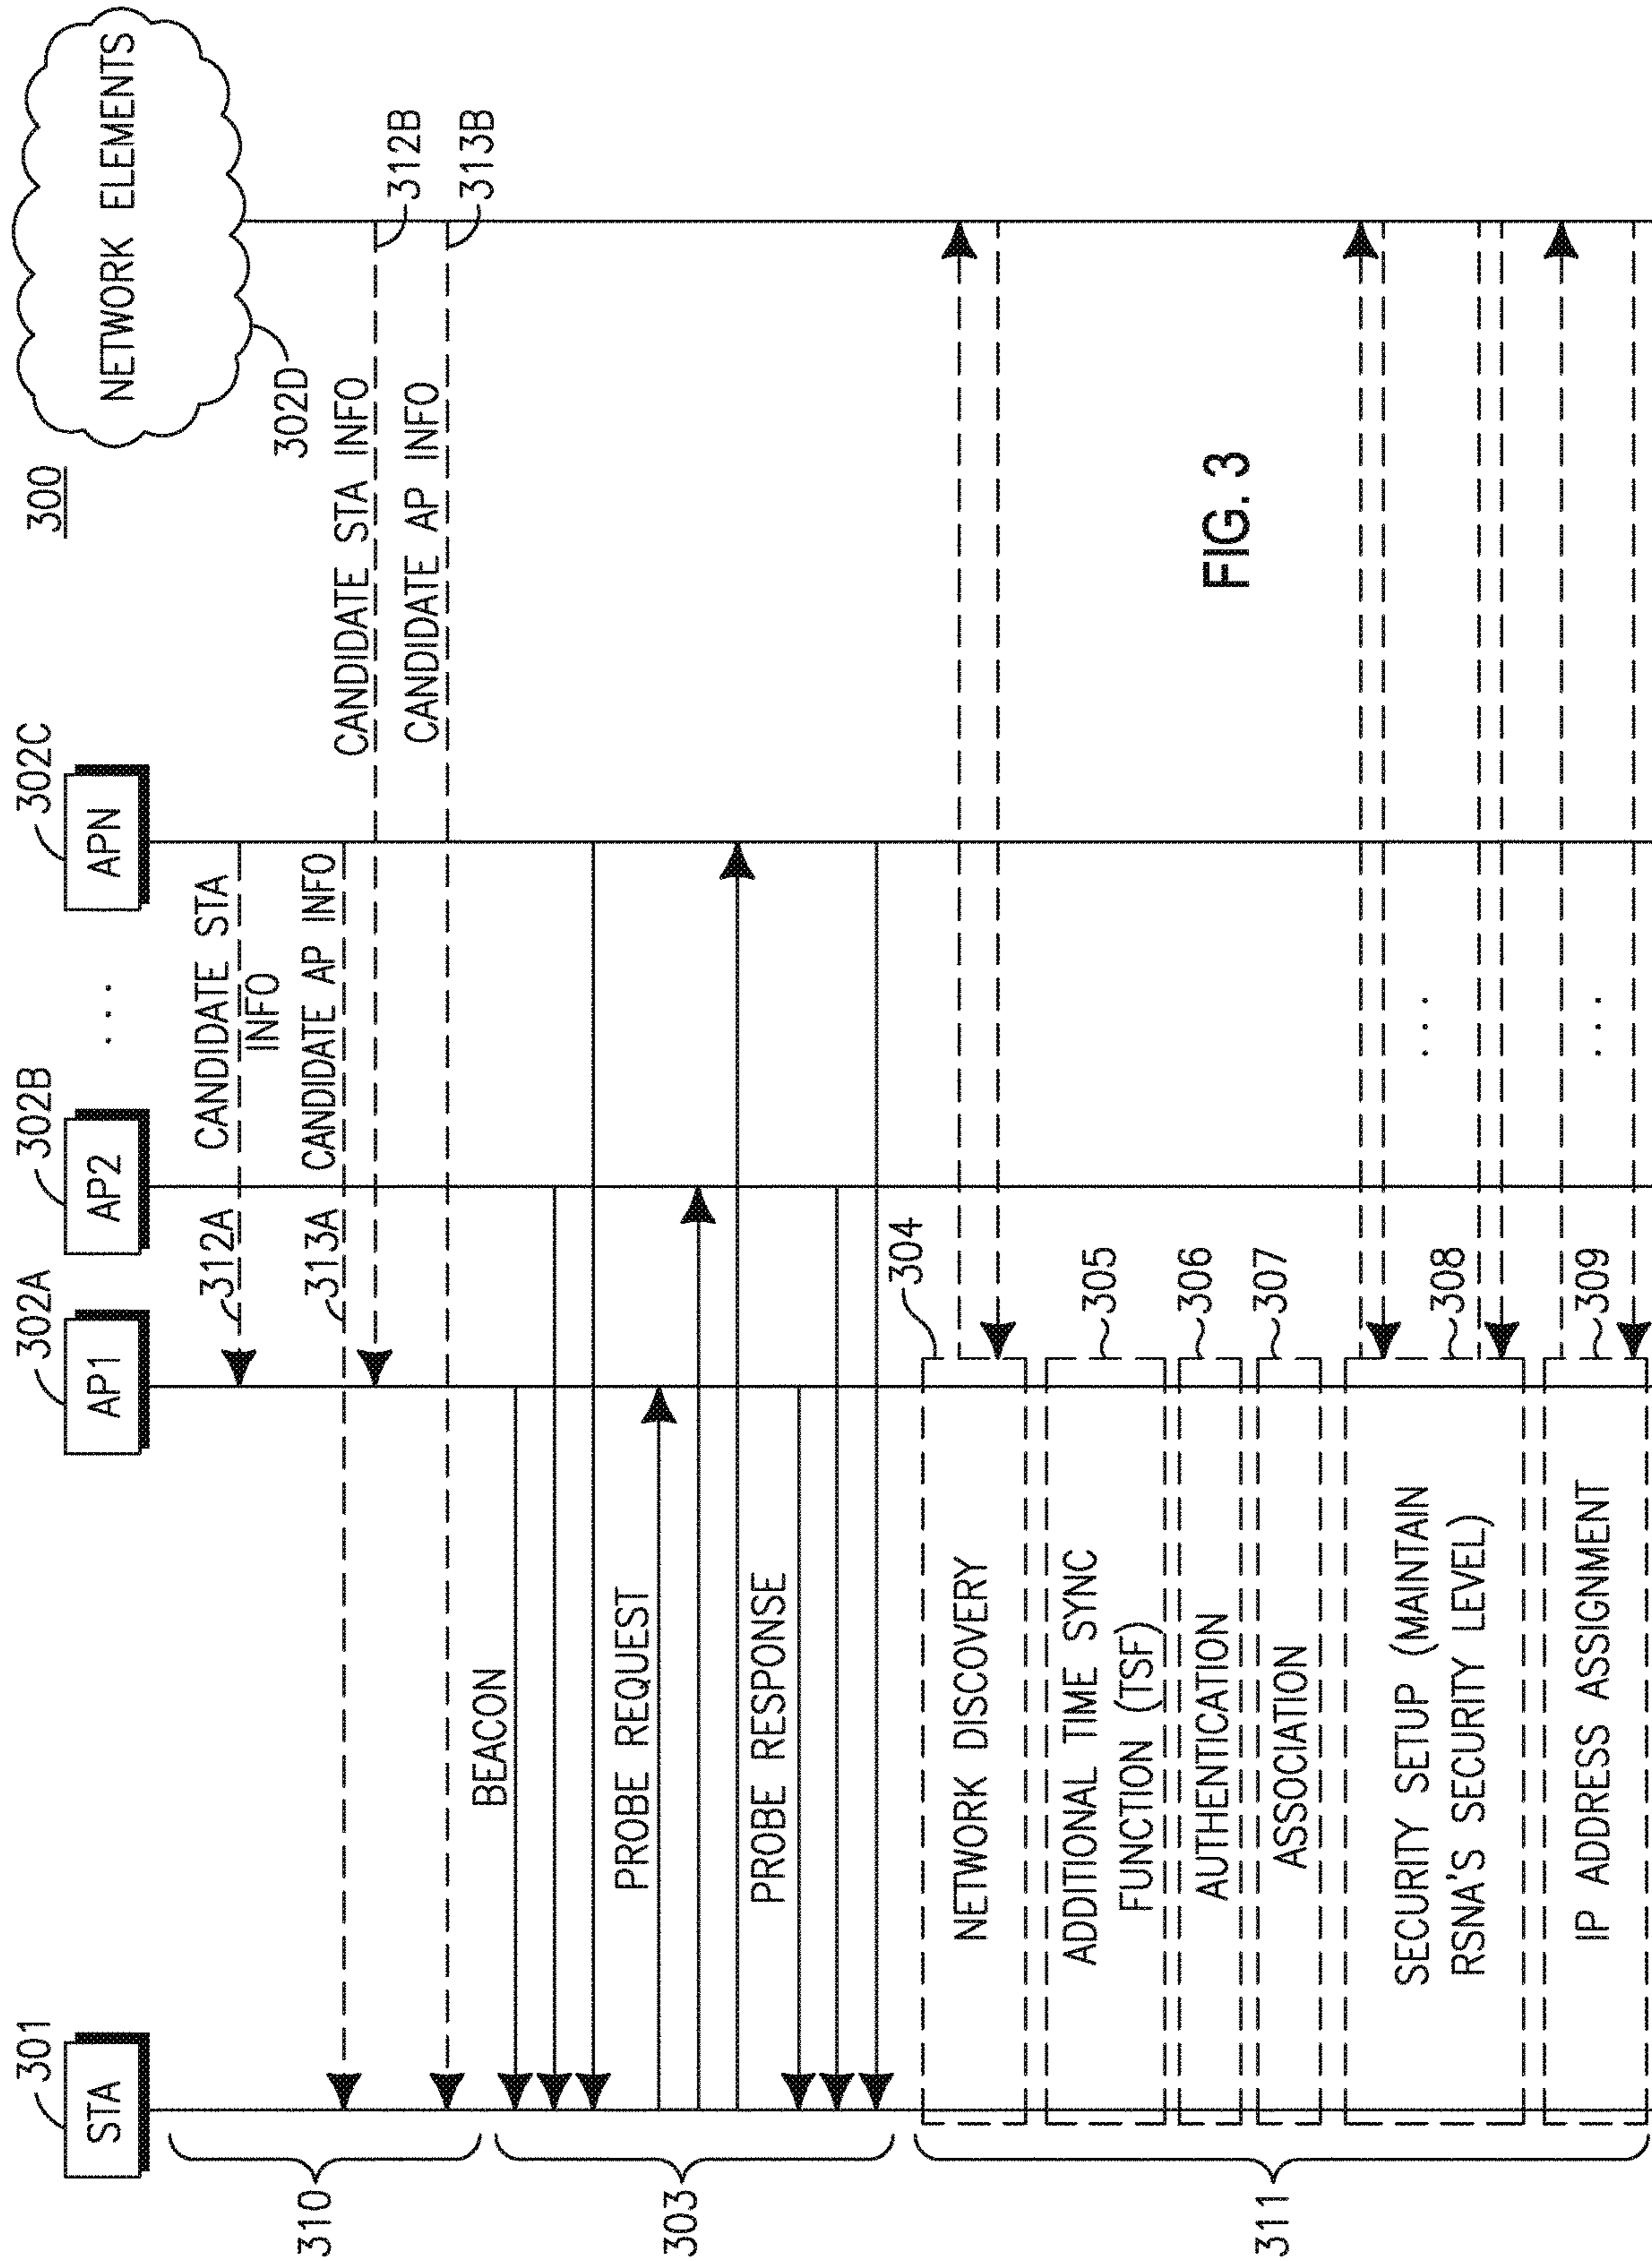 300
301
STA
302A
AP1
302B
AP2
. . .
302C
APN
NETWORK ELEMENTS
302D
310
312A
CANDIDATE STA
INFO
313A
CANDIDATE AP INFO
CANDIDATE STA INFO
312B
CANDIDATE AP INFO
313B
303
BEACON
PROBE REQUEST
PROBE RESPONSE
311
NETWORK DISCOVERY
304
ADDITIONAL TIME SYNC
FUNCTION (TSF)
305
AUTHENTICATION
306
ASSOCIATION
307
SECURITY SETUP (MAINTAIN
RSNA'S SECURITY LEVEL)
308
. . .
IP ADDRESS ASSIGNMENT
309
. . .
FIG. 3